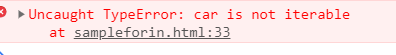 Uncaught TypeError: car is not iterable
at sampleforin.html:33